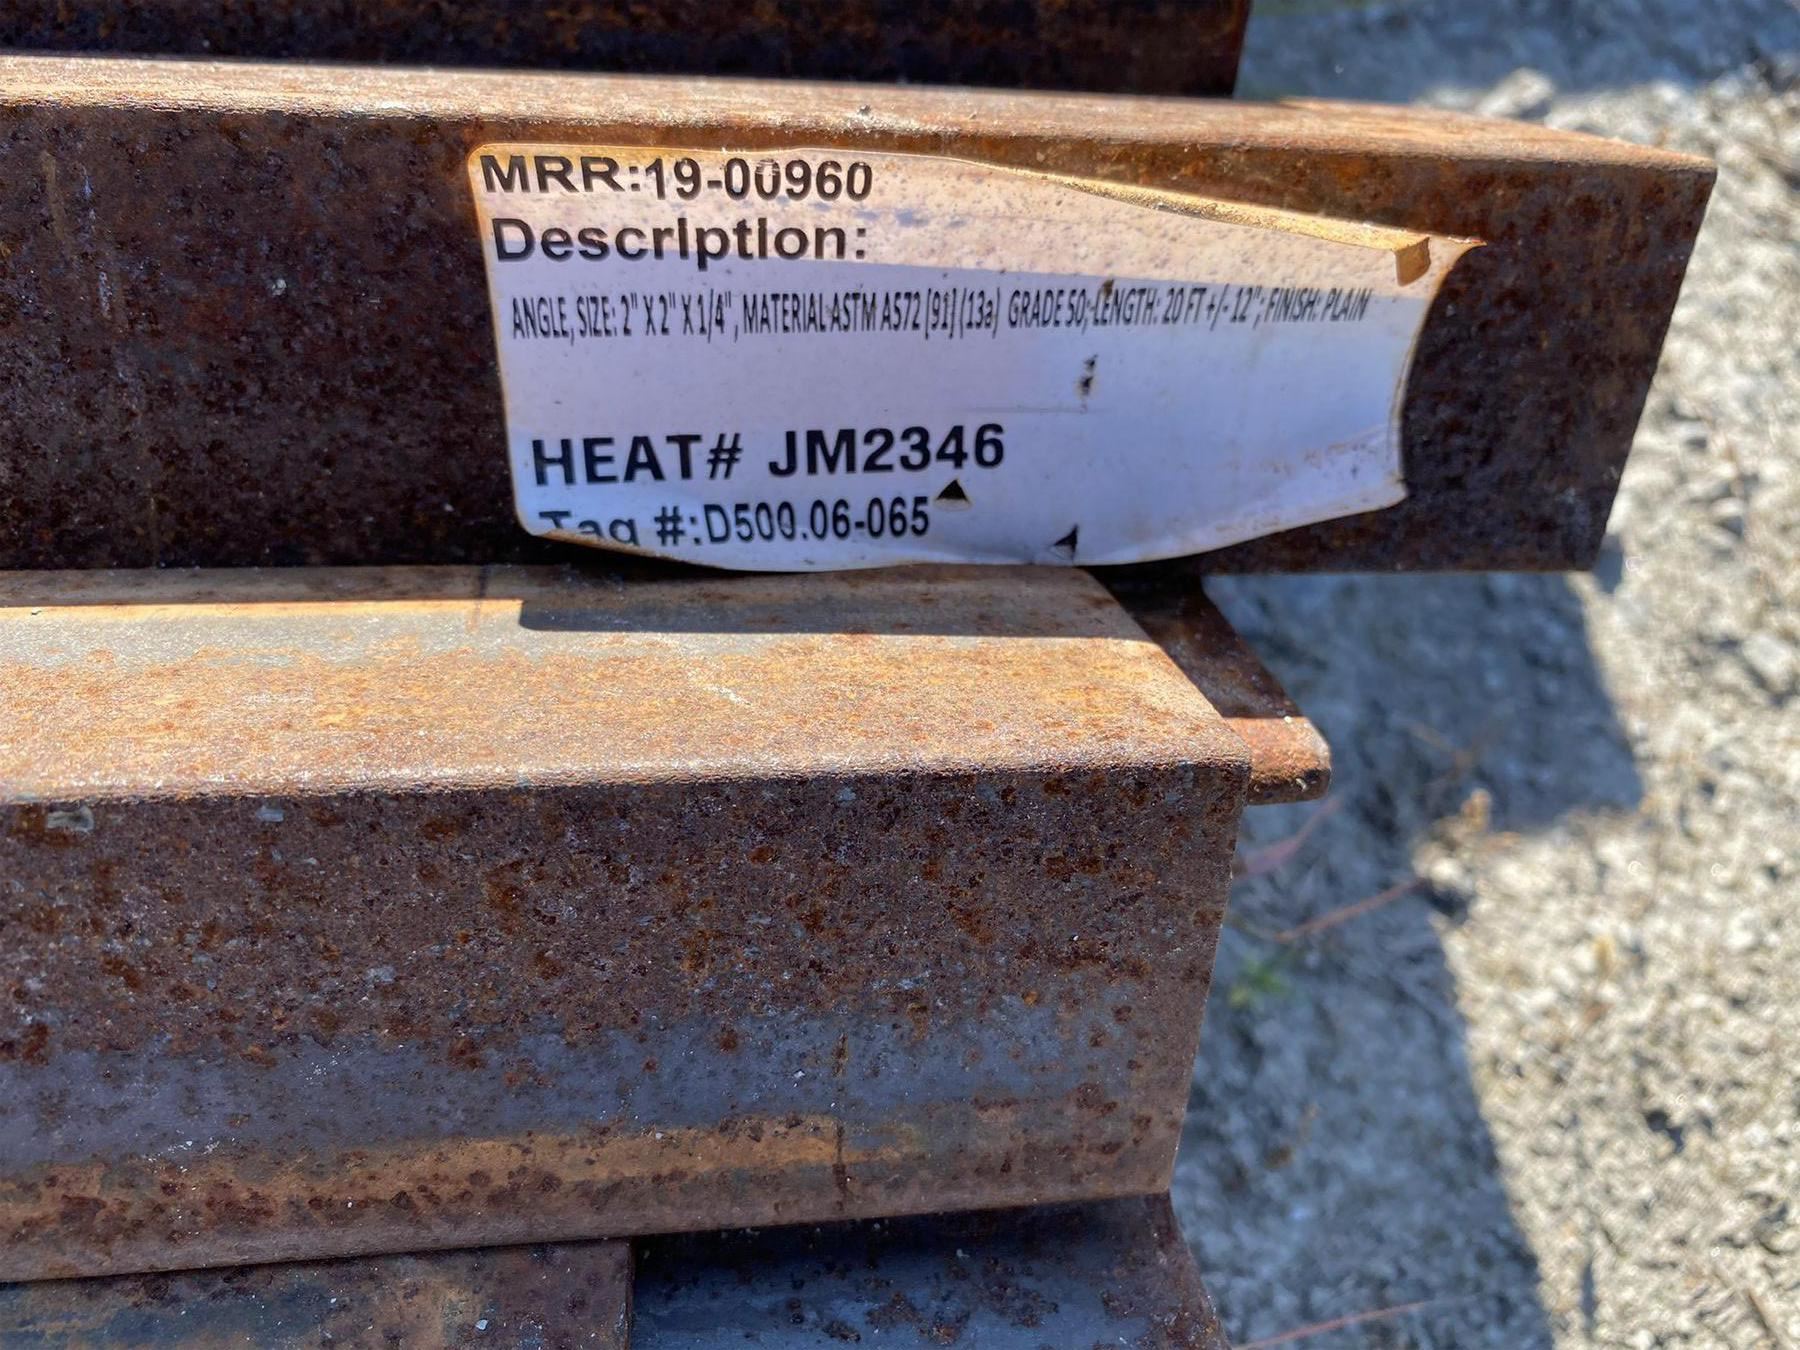 MRR:19-00960
Description:
ANGLE, SIZE: 2" X 2" X 1/4", MATERIAL:ASTM A572 [91] (13a) GRADE 50; LENGTH: 20 FT +/- 12"; FINISH: PLAIN
HEAT# JM2346
Tag #:D500.06-065